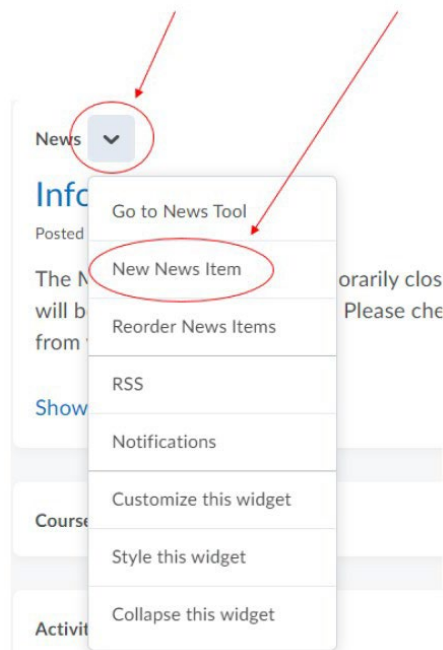 News
Info
Posted
Go to News Tool
The
New News Item
orarily clos
will b
Reorder News Items
Please che
from
RSS
Show
Notifications
Customize this widget
Course
Style this widget
Collapse this widget
Activit